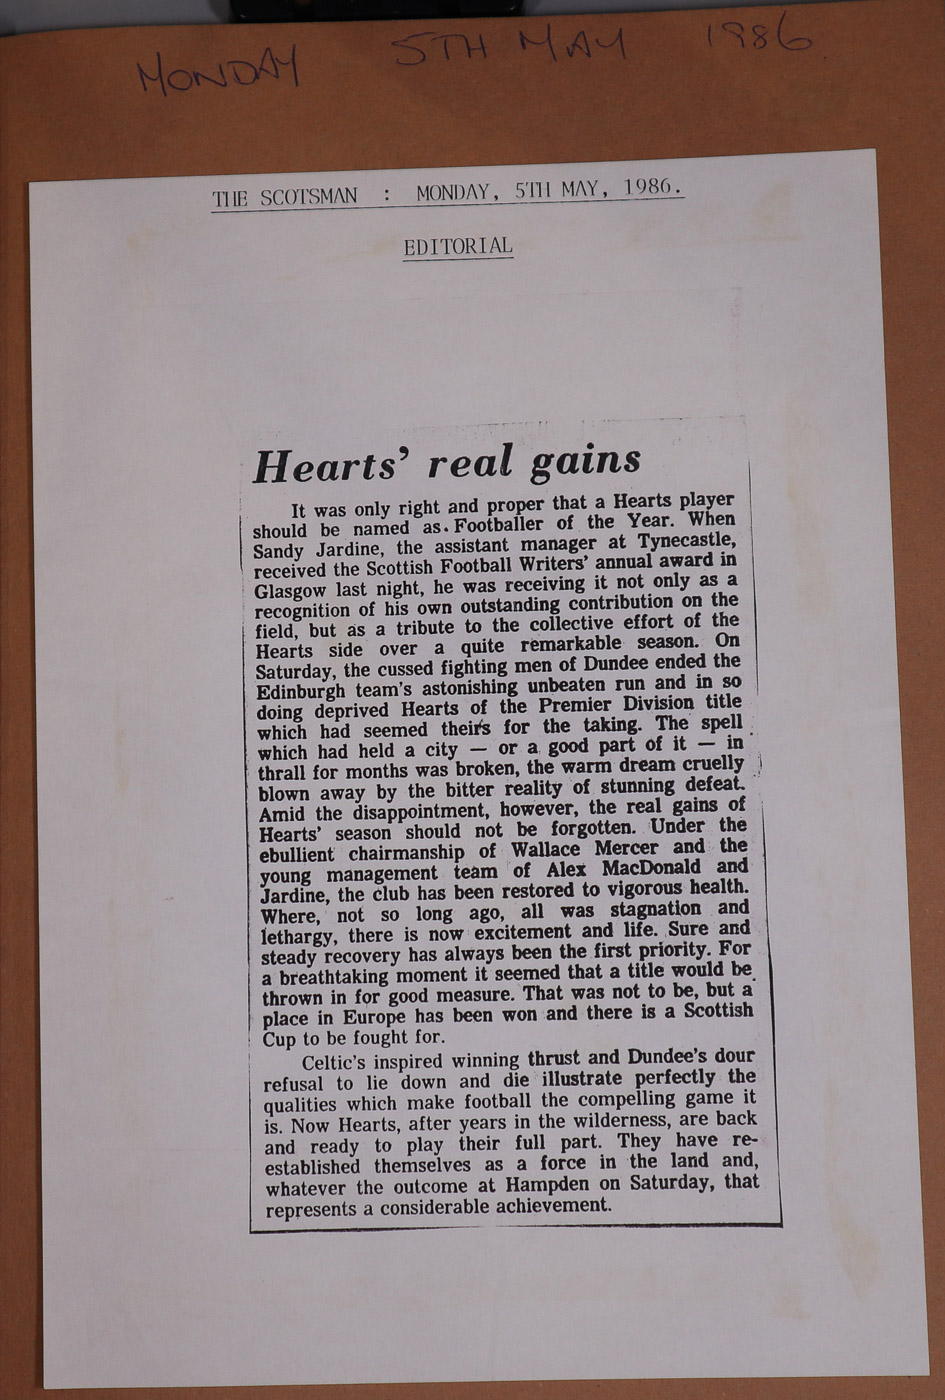 MONDAY 5TH MAY 1986
THE SCOTSMAN : MONDAY, 5TH MAY, 1986.
EDITORIAL
Hearts' real gains
It was only right and proper that a Hearts player
should be named as. Footballer of the Year. When
Sandy Jardine, the assistant manager at Tynecastle,
received the Scottish Football Writers' annual award in
Glasgow last night, he was receiving it not only as a
recognition of his own outstanding contribution on the
field, but as a tribute to the collective effort of the
Hearts side over a quite remarkable season. On
Saturday, the cussed fighting men of Dundee ended the
Edinburgh team's astonishing unbeaten run and in so
doing deprived Hearts of the Premier Division title
which had seemed theirs for the taking. The spell
which had held a city — or a good part of it — in
thrall for months was broken, the warm dream cruelly
blown away by the bitter reality of stunning defeat.
Amid the disappointment, however, the real gains of
Hearts' season should not be forgotten. Under the
ebullient chairmanship of Wallace Mercer and the
young management team of Alex MacDonald and
Jardine, the club has been restored to vigorous health.
Where, not so long ago, all was stagnation and
lethargy, there is now excitement and life. Sure and
steady recovery has always been the first priority. For
a breathtaking moment it seemed that a title would be
thrown in for good measure. That was not to be, but a
place in Europe has been won and there is a Scottish
Cup to be fought for.
Celtic's inspired winning thrust and Dundee's dour
refusal to lie down and die illustrate perfectly the
qualities which make football the compelling game it
is. Now Hearts, after years in the wilderness, are back
and ready to play their full part. They have re-
established themselves as a force in the land and,
whatever the outcome at Hampden on Saturday, that
represents a considerable achievement.